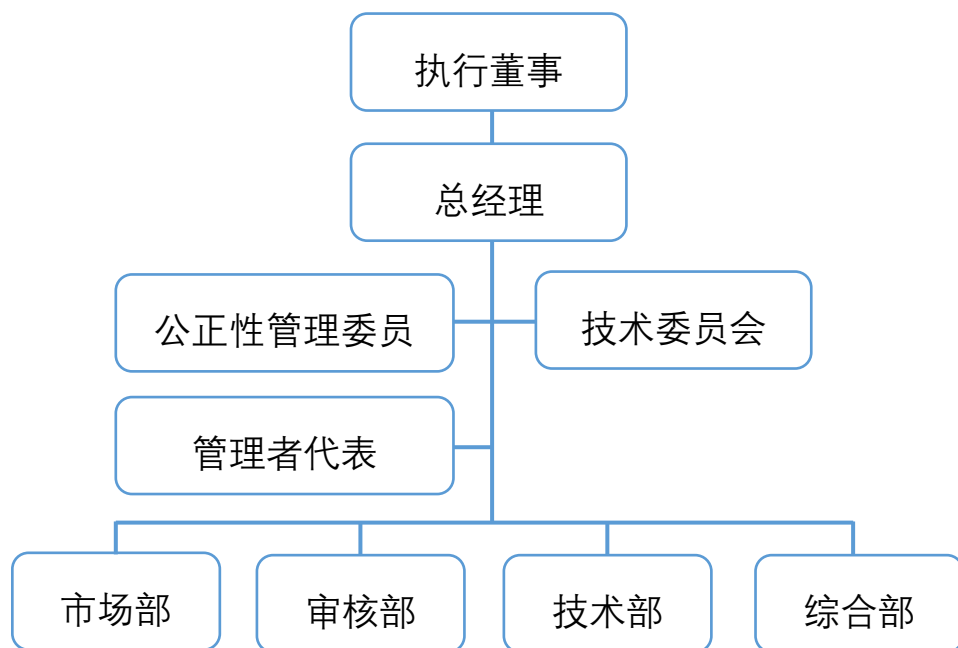 执行董事
总经理
公正性管理委员
技术委员会
管理者代表
市场部
审核部
技术部
综合部